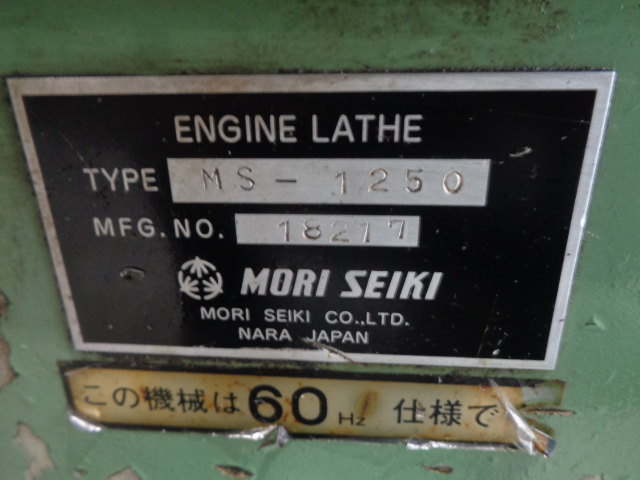 ENGINE LATHE
TYPE MS-1250
MFG.NO. 18217
MORI SEIKI
MORI SEIKI CO.,LTD.
NARA JAPAN
この機械は60Hz仕様で